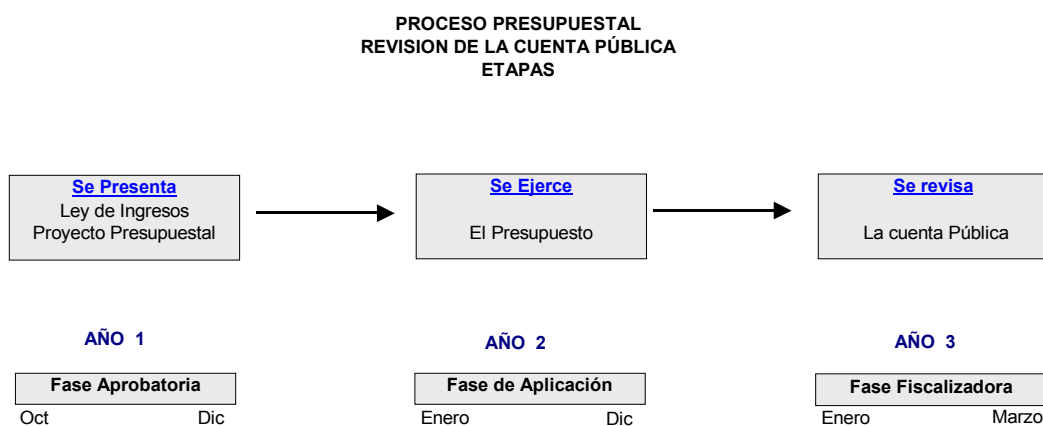 PROCESO PRESUPUESTAL
REVISION DE LA CUENTA PÚBLICA
ETAPAS
Se Presenta
Ley de Ingresos
Proyecto Presupuestal
Se Ejerce
El Presupuesto
Se revisa
La cuenta Pública
AÑO 1
AÑO 2
AÑO 3
Fase Aprobatoria
Oct Dic
Fase de Aplicación
Enero Dic
Fase Fiscalizadora
Enero Marzo